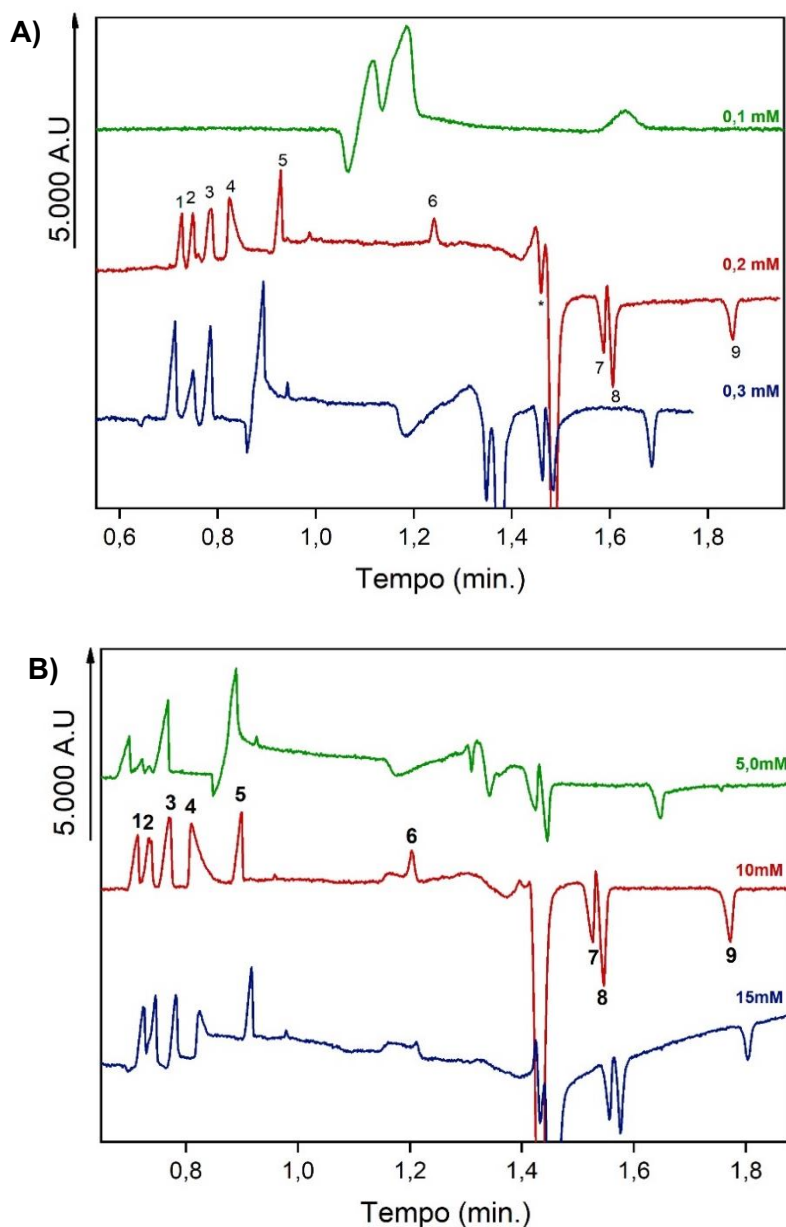 A)
5.000 A.U
0,1 mM
1 2 3 4 5 6
0,2 mM
*
7
8
9
0,3 mM
0,6 0,8 1,0 1,2 1,4 1,6 1,8
Tempo (min.)
B)
5.000 A.U
5,0mM
12 3 4 5 6
10mM
7
8
9
15mM
0,8 1,0 1,2 1,4 1,6 1,8
Tempo (min.)